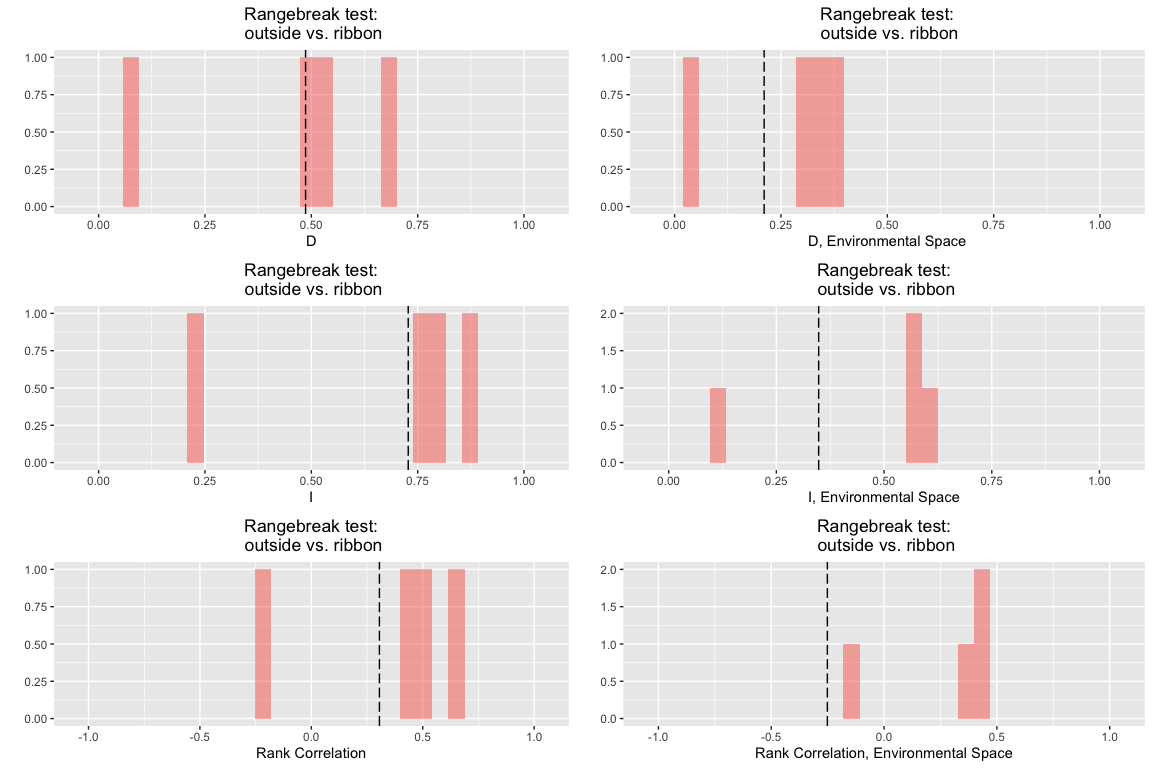 Rangebreak test:
outside vs. ribbon
1.00
0.75
0.50
0.25
0.00
0.00 0.25 0.50 0.75 1.00
D
Rangebreak test:
outside vs. ribbon
1.00
0.75
0.50
0.25
0.00
0.00 0.25 0.50 0.75 1.00
D, Environmental Space
Rangebreak test:
outside vs. ribbon
1.00
0.75
0.50
0.25
0.00
0.00 0.25 0.50 0.75 1.00
I
Rangebreak test:
outside vs. ribbon
2.0
1.5
1.0
0.5
0.0
0.00 0.25 0.50 0.75 1.00
I, Environmental Space
Rangebreak test:
outside vs. ribbon
1.00
0.75
0.50
0.25
0.00
-1.0 -0.5 0.0 0.5 1.0
Rank Correlation
Rangebreak test:
outside vs. ribbon
2.0
1.5
1.0
0.5
0.0
-1.0 -0.5 0.0 0.5 1.0
Rank Correlation, Environmental Space